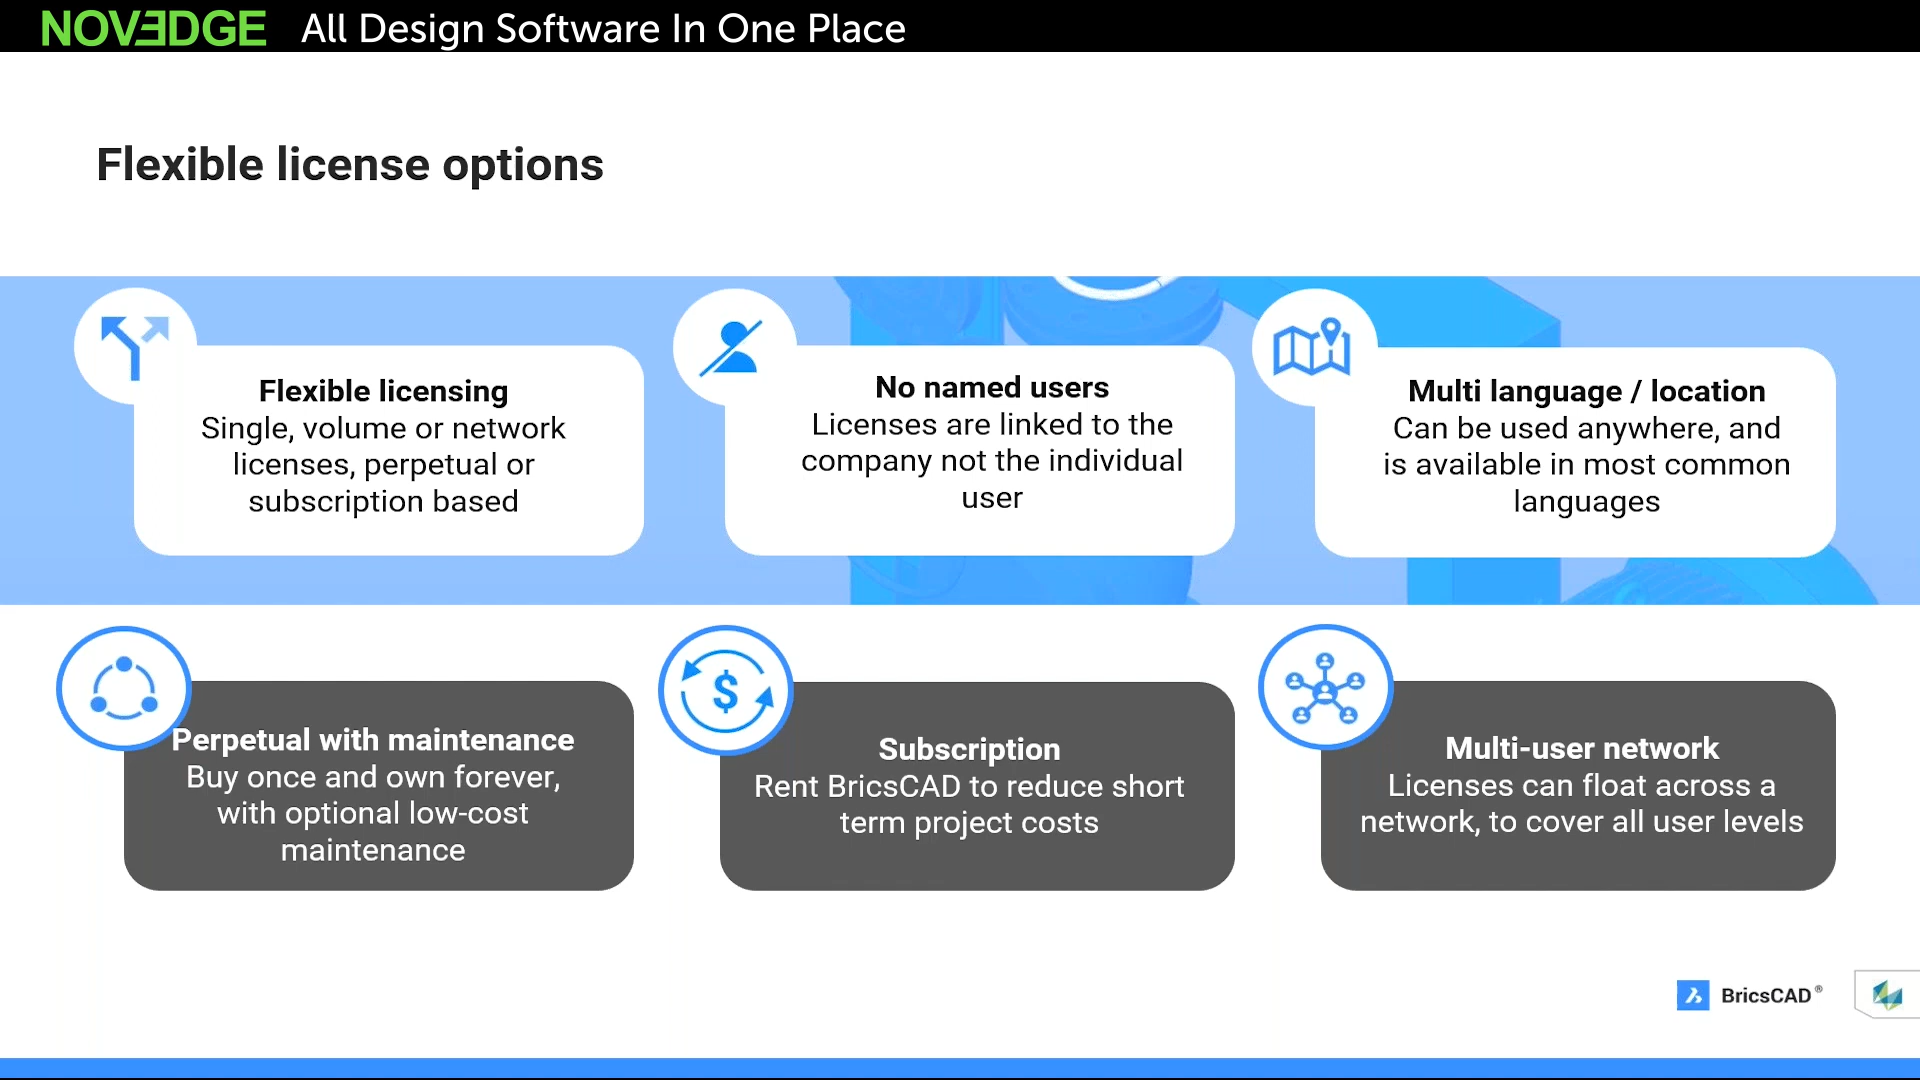 NOVEDGE All Design Software In One Place
Flexible license options
Flexible licensing
Single, volume or network
licenses, perpetual or
subscription based
No named users
Licenses are linked to the
company not the individual
user
Multi language / location
Can be used anywhere, and
is available in most common
languages
Perpetual with maintenance
Buy once and own forever,
with optional low-cost
maintenance
$
Subscription
Rent BricsCAD to reduce short
term project costs
Multi-user network
Licenses can float across a
network, to cover all user levels
BricsCAD®